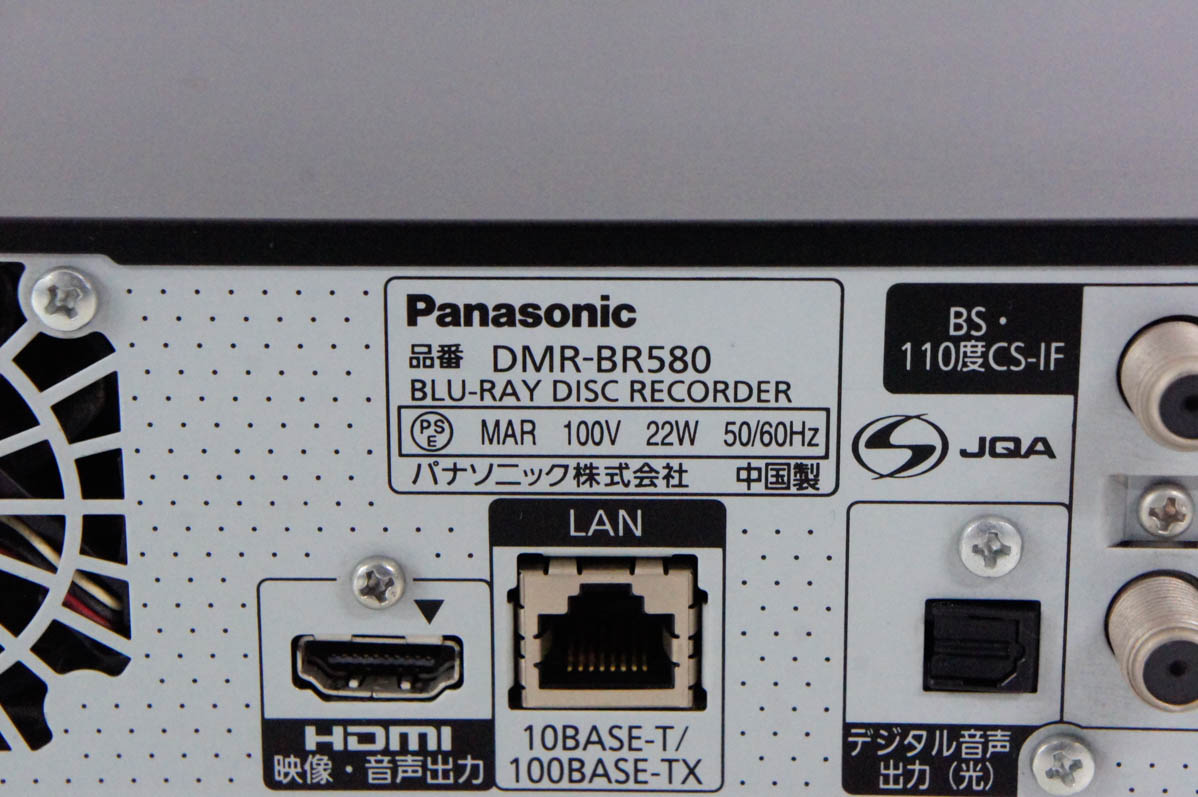 Panasonic
品番 DMR-BR580
BLU-RAY DISC RECORDER
PSE MAR 100V 22W 50/60Hz
パナソニック株式会社 中国製
BS・
110度CS-IF
JQA
LAN
10BASE-T/
100BASE-TX
HDMI
映像・音声出力
デジタル音声
出力（光）